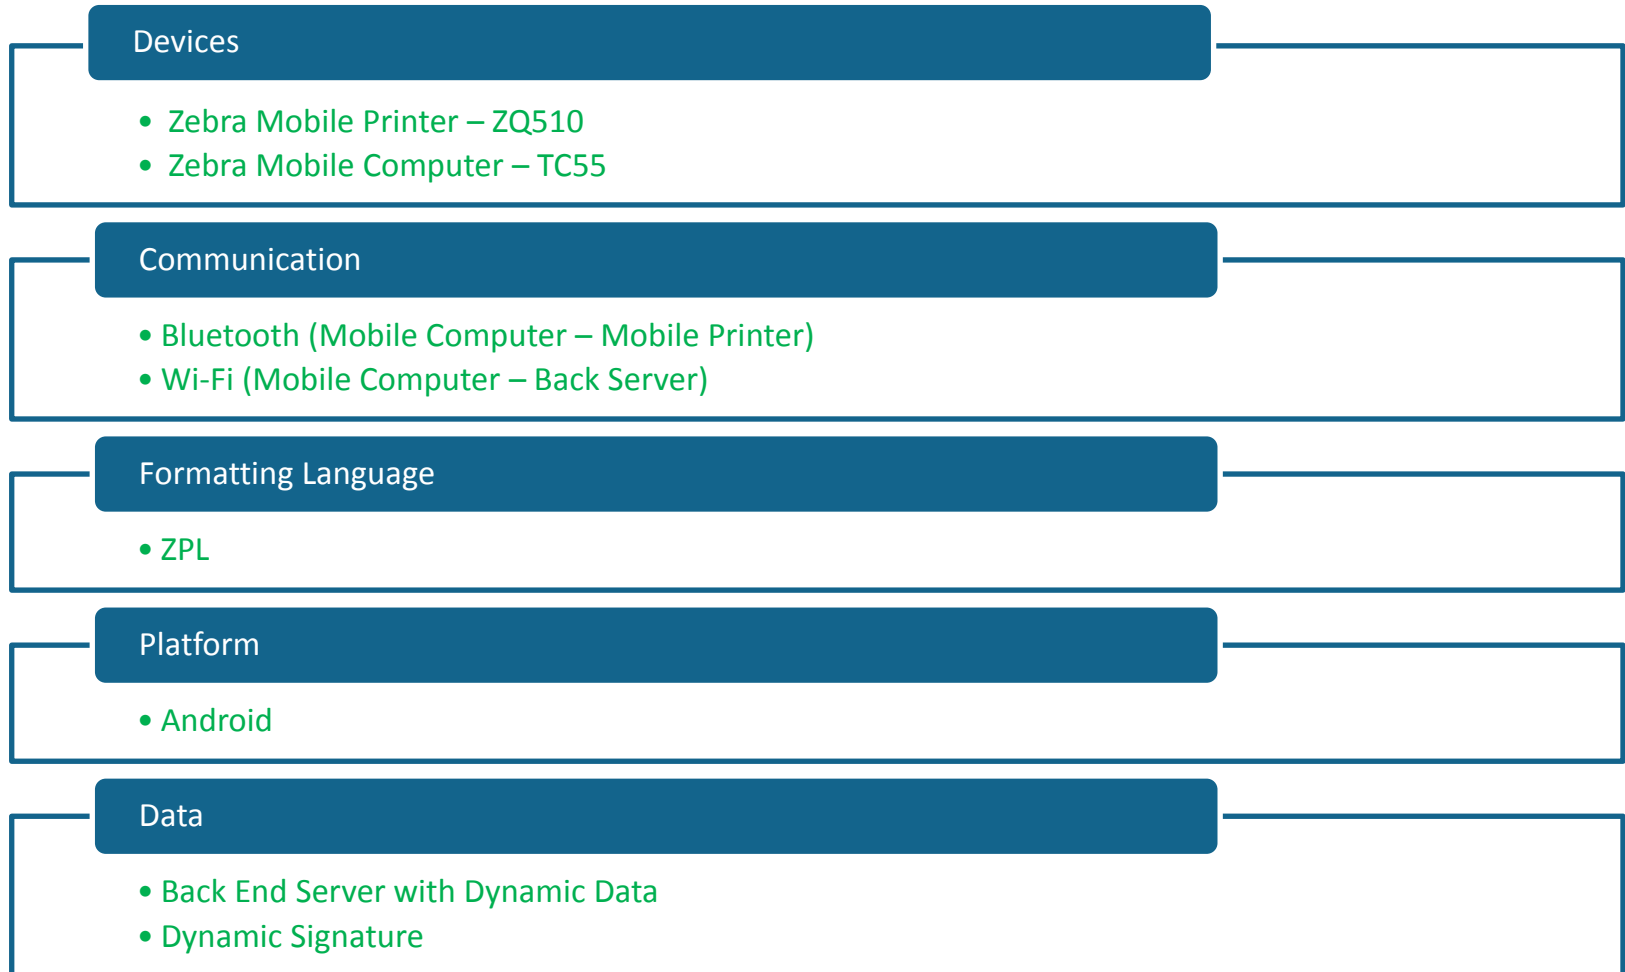 Devices
• Zebra Mobile Printer – ZQ510
• Zebra Mobile Computer – TC55
Communication
• Bluetooth (Mobile Computer – Mobile Printer)
• Wi-Fi (Mobile Computer – Back Server)
Formatting Language
• ZPL
Platform
• Android
Data
• Back End Server with Dynamic Data
• Dynamic Signature